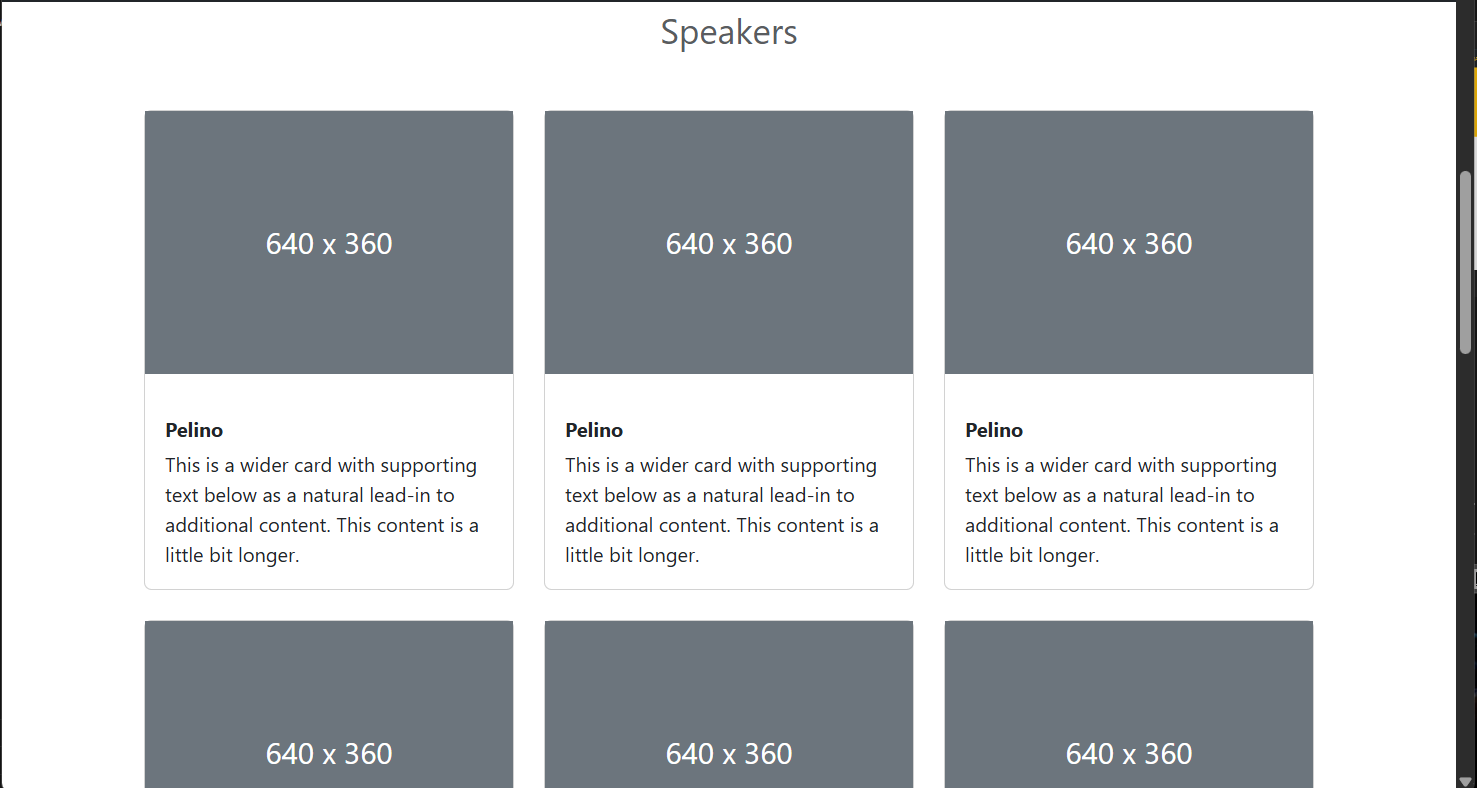 Speakers
640 x 360
640 x 360
640 x 360
Pelino
This is a wider card with supporting
text below as a natural lead-in to
additional content. This content is a
little bit longer.
Pelino
This is a wider card with supporting
text below as a natural lead-in to
additional content. This content is a
little bit longer.
Pelino
This is a wider card with supporting
text below as a natural lead-in to
additional content. This content is a
little bit longer.
640 x 360
640 x 360
640 x 360